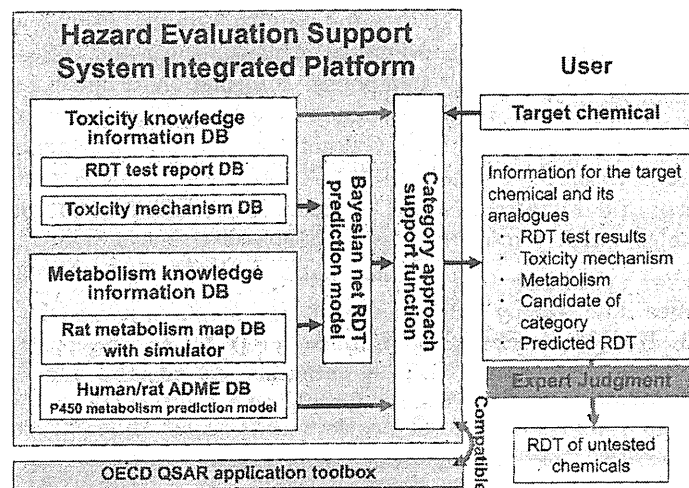 Hazard Evaluation Support
System Integrated Platform
User
Toxicity knowledge
information DB
RDT test report DB
Toxicity mechanism DB
Metabolism knowledge
information DB
Rat metabolism map DB
with simulator
Human/rat ADME DB
P450 metabolism prediction model
Bayesian net RDT
prediction model
Category approach
support function
Target chemical
Information for the target
chemical and its
analogues
· RDT test results
· Toxicity mechanism
· Metabolism
· Candidate of
category
· Predicted RDT
Expert Judgment
RDT of untested
chemicals
Compatible
OECD QSAR application toolbox